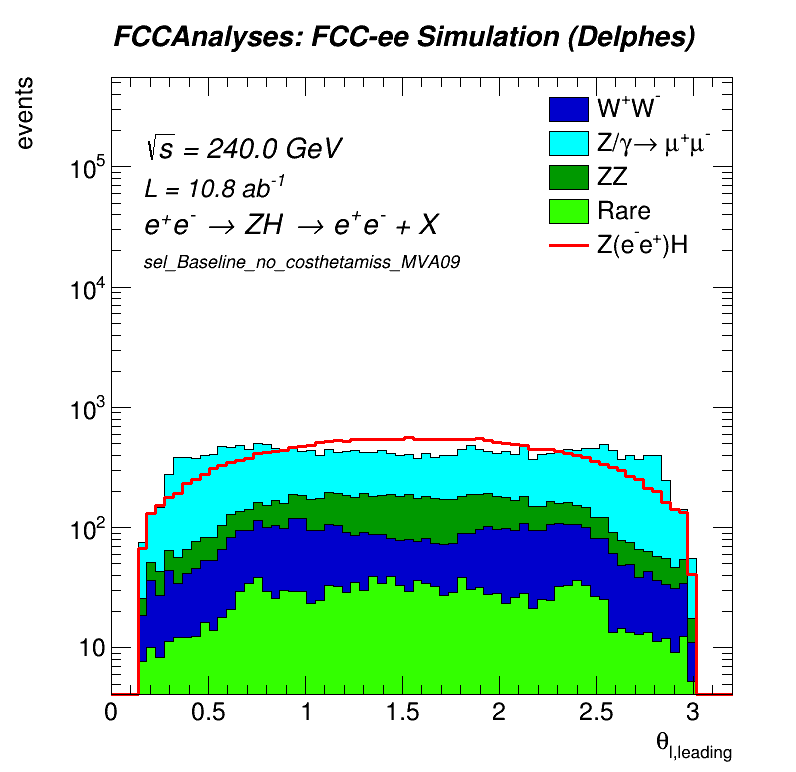 FCCAnalyses: FCC-ee Simulation (Delphes)
events
√s = 240.0 GeV
L = 10.8 ab⁻¹
e⁺e⁻ → ZH → e⁺e⁻ + X
sel_Baseline_no_costhetamiss_MVA09
W⁺W⁻
Z/γ→ μ⁺μ⁻
ZZ
Rare
Z(e⁻e⁺)H
10⁵
10⁴
10³
10²
10
0 0.5 1 1.5 2 2.5 3
θl,leading